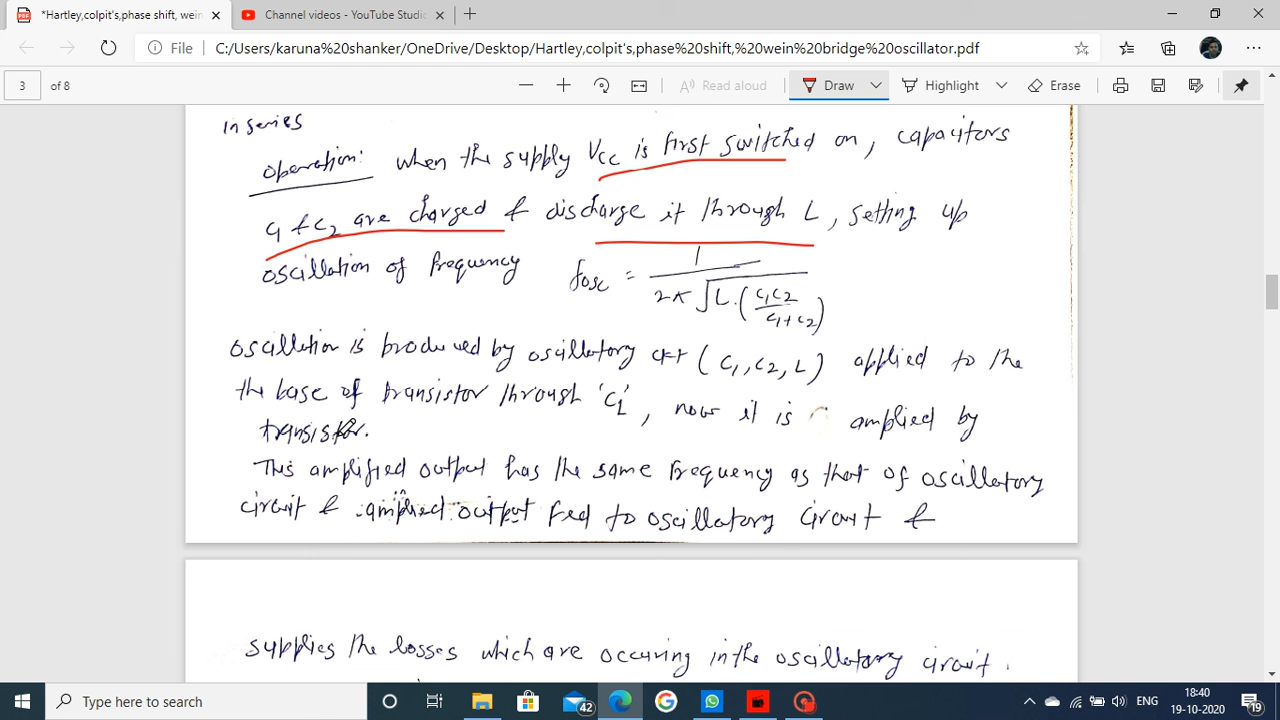 *Hartley,colpit's,phase shift, wein
Channel videos - YouTube Studio
File
C:/Users/karuna%20shanker/OneDrive/Desktop/Hartley,colpit's,phase%20shift,%20wein%20bridge%20oscillator.pdf
3 of 8
Read aloud
Draw
Highlight
Erase
In series
operation: when the supply Vcc is first switched on, capacitors
C1 & C2 are charged & discharge it through L, setting up
oscillation of frequency fosc = 1 / 2π √L.(C1C2 / C1+C2)
oscillation is produced by oscillatory ckt (C1, C2, L) applied to the
the base of transistor through 'Ci', now it is amplied by
transistor.
This amplified output has the same frequency as that of oscillatory
circuit & amplied output fed to oscillatory circuit &
supplies the losses which are occuring in the oscillatory circuit.
Type here to search
42
ENG
18:40
19-10-2020
19